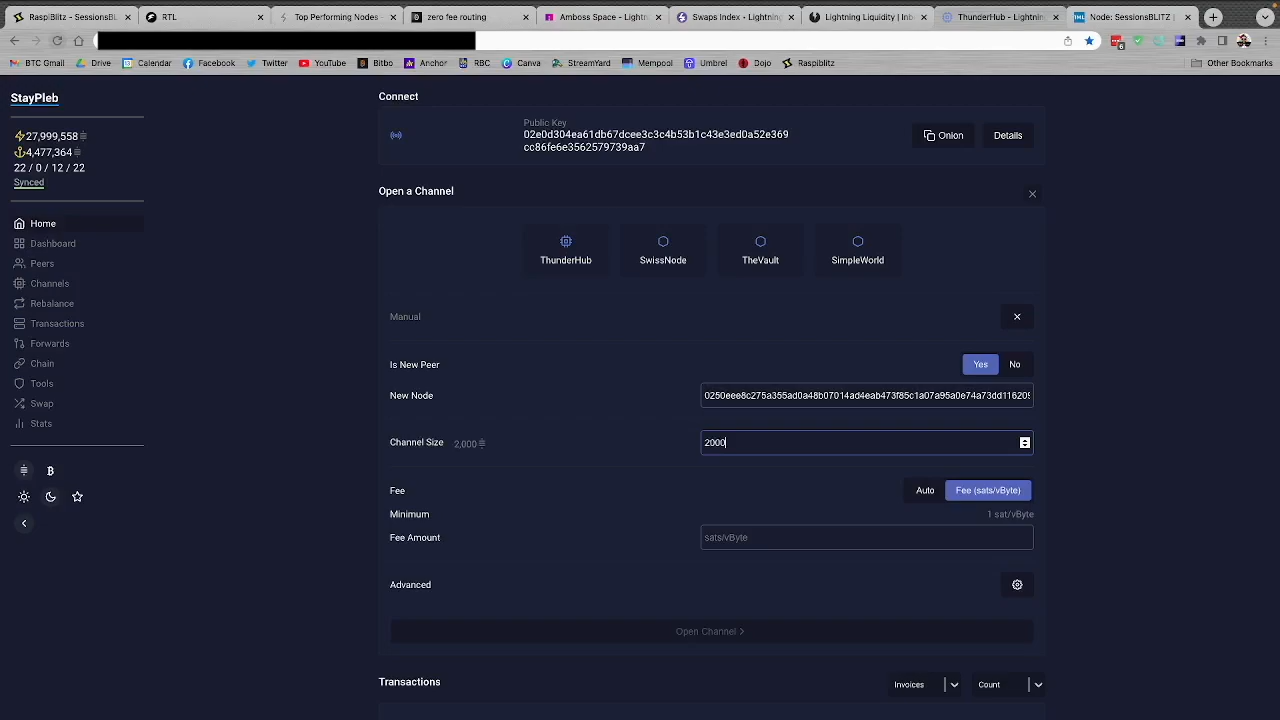 RaspiBlitz - SessionsBL
RTL
Top Performing Nodes
zero fee routing
Amboss Space - Lightn
Swaps Index - Lightning
Lightning Liquidity | Inb
ThunderHub - Lightning
Node: SessionsBLITZ |
BTC Gmail
Drive
Calendar
Facebook
Twitter
YouTube
Bitbo
Anchor
RBC
Canva
StreamYard
Mempool
Umbrel
Dojo
Raspiblitz
Other Bookmarks
StayPleb
27,999,558
4,477,364
22 / 0 / 12 / 22
Synced
Home
Dashboard
Peers
Channels
Rebalance
Transactions
Forwards
Chain
Tools
Swap
Stats
Connect
Public Key
02e0d304ea61db67dcee3c3c4b53b1c43e3ed0a52e369
cc86fe6e3562579739aa7
Onion
Details
Open a Channel
ThunderHub
SwissNode
TheVault
SimpleWorld
Manual
Is New Peer
Yes
No
New Node
0250eee8c275a355ad0a48b07014ad4eab473f85c1a07a95a0e74a73dd116209
Channel Size 2,000
2000
Fee
Auto
Fee (sats/vByte)
Minimum
1 sat/vByte
Fee Amount
sats/vByte
Advanced
Open Channel
Transactions
Invoices
Count